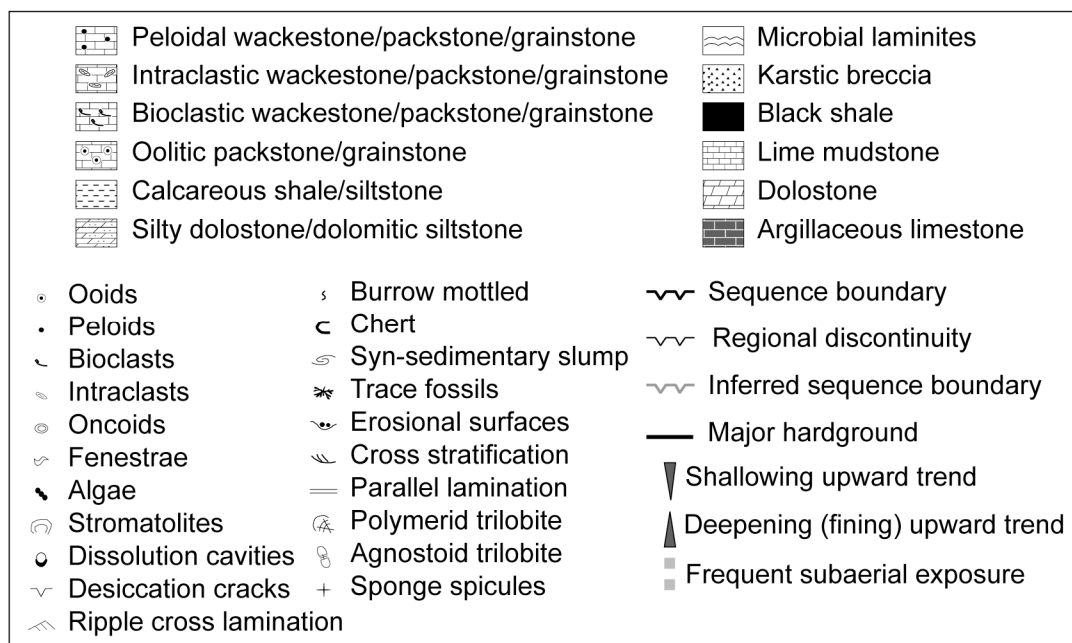 Peloidal wackestone/packstone/grainstone
Intraclastic wackestone/packstone/grainstone
Bioclastic wackestone/packstone/grainstone
Oolitic packstone/grainstone
Calcareous shale/siltstone
Silty dolostone/dolomitic siltstone
Microbial laminites
Karstic breccia
Black shale
Lime mudstone
Dolostone
Argillaceous limestone
Ooids
Peloids
Bioclasts
Intraclasts
Oncoids
Fenestrae
Algae
Stromatolites
Dissolution cavities
Desiccation cracks
Ripple cross lamination
Burrow mottled
Chert
Syn-sedimentary slump
Trace fossils
Erosional surfaces
Cross stratification
Parallel lamination
Polymerid trilobite
Agnostoid trilobite
Sponge spicules
Sequence boundary
Regional discontinuity
Inferred sequence boundary
Major hardground
Shallowing upward trend
Deepening (fining) upward trend
Frequent subaerial exposure